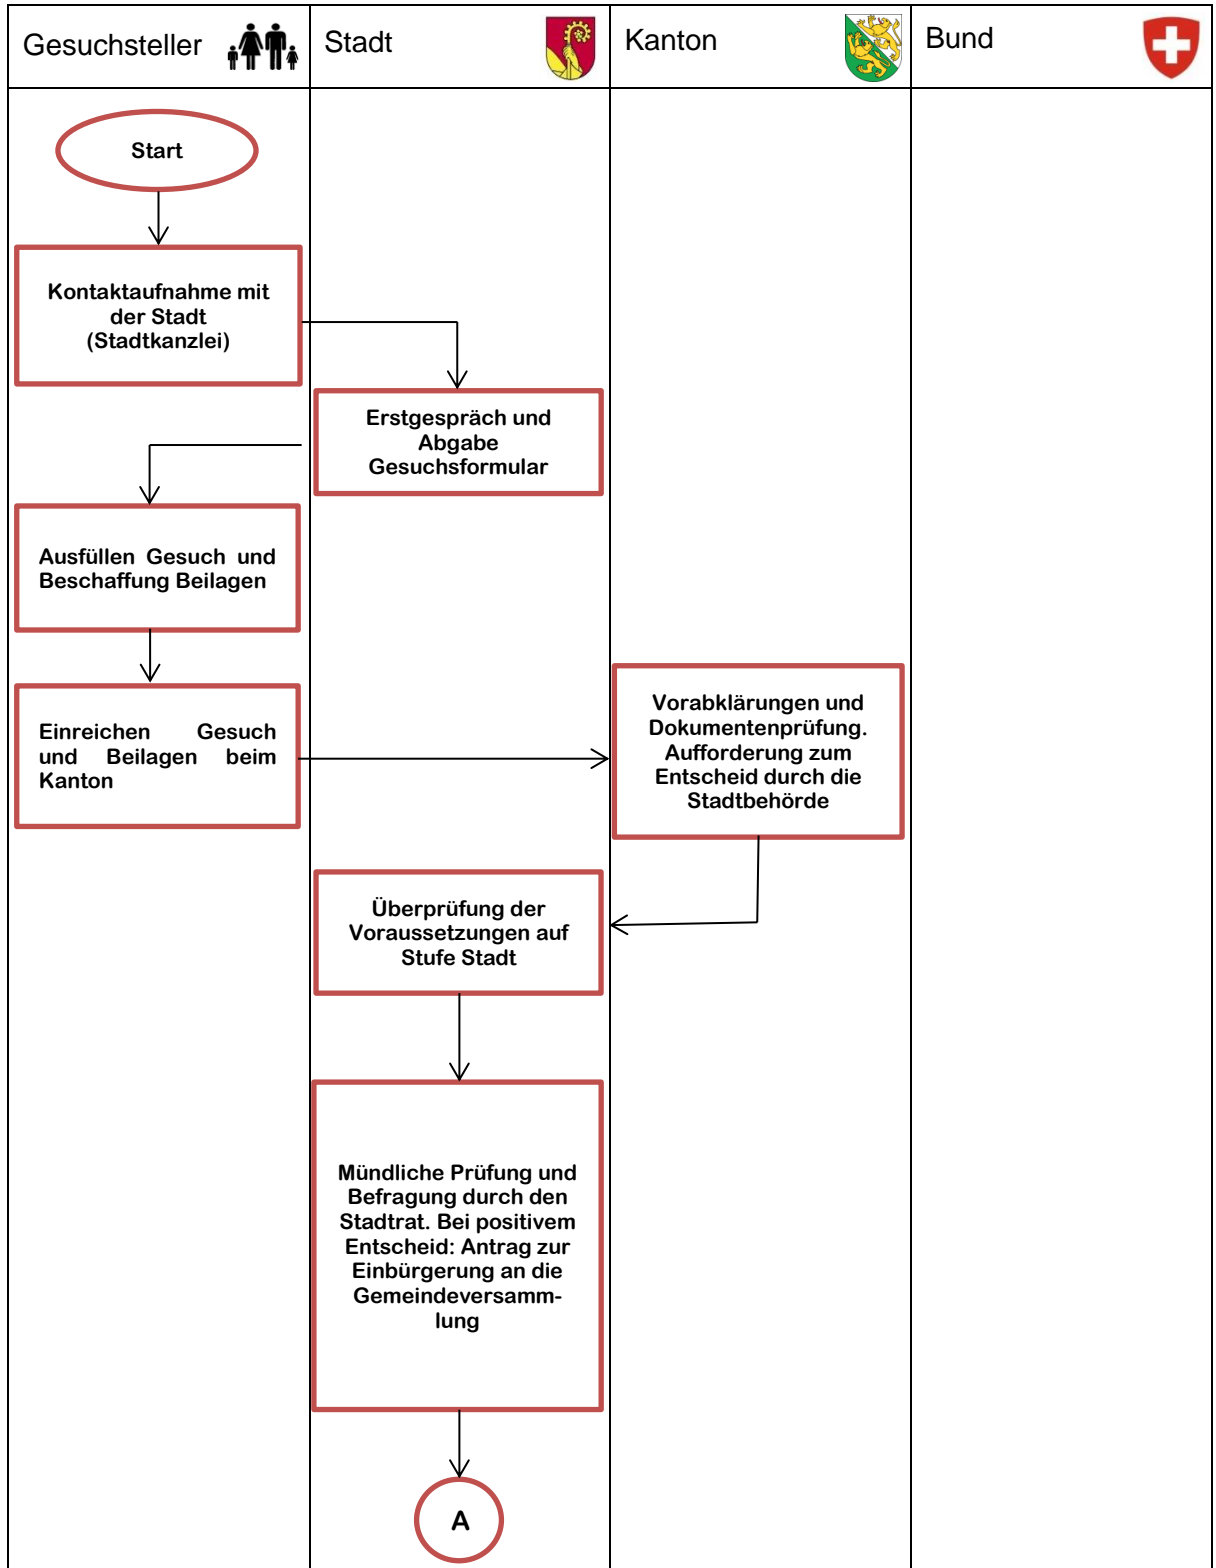 Gesuchsteller
Stadt
Kanton
Bund
Start
Kontaktaufnahme mit
der Stadt
(Stadtkanzlei)
Erstgespräch und
Abgabe
Gesuchsformular
Ausfüllen Gesuch und
Beschaffung Beilagen
Einreichen Gesuch
und Beilagen beim
Kanton
Vorabklärungen und
Dokumentenprüfung.
Aufforderung zum
Entscheid durch die
Stadtbehörde
Überprüfung der
Voraussetzungen auf
Stufe Stadt
Mündliche Prüfung und
Befragung durch den
Stadtrat. Bei positivem
Entscheid: Antrag zur
Einbürgerung an die
Gemeindeversamm-
lung
A